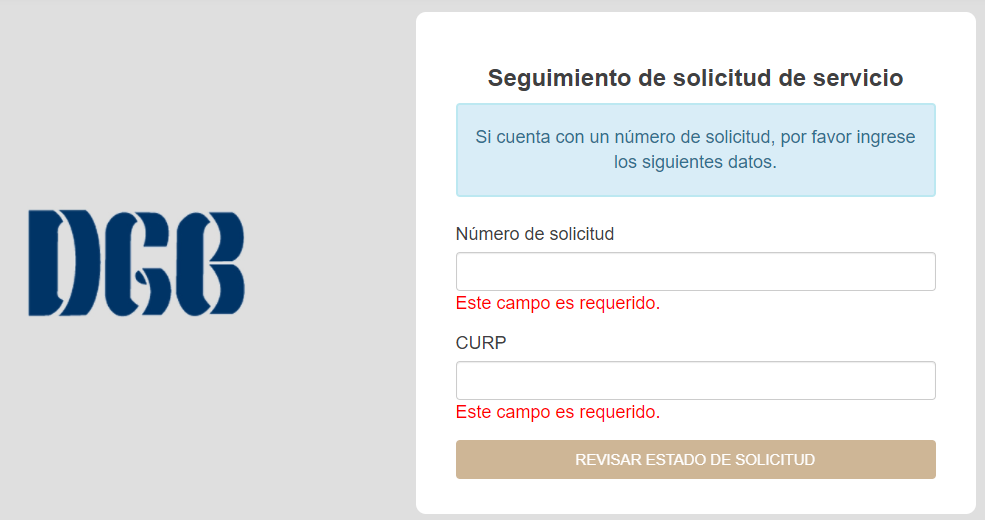 Seguimiento de solicitud de servicio
Si cuenta con un número de solicitud, por favor ingrese
los siguientes datos.
DGB
Número de solicitud
Este campo es requerido.
CURP
Este campo es requerido.
REVISAR ESTADO DE SOLICITUD